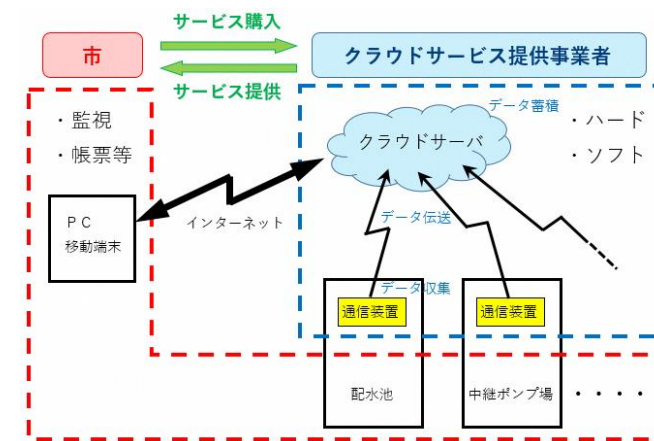 サービス購入
市
クラウドサービス提供事業者
サービス提供
データ蓄積
・監視
・帳票等
クラウドサーバ
・ハード
・ソフト
PC
移動端末
インターネット
データ伝送
データ収集
通信装置
通信装置
配水池
中継ポンプ場
・・・・